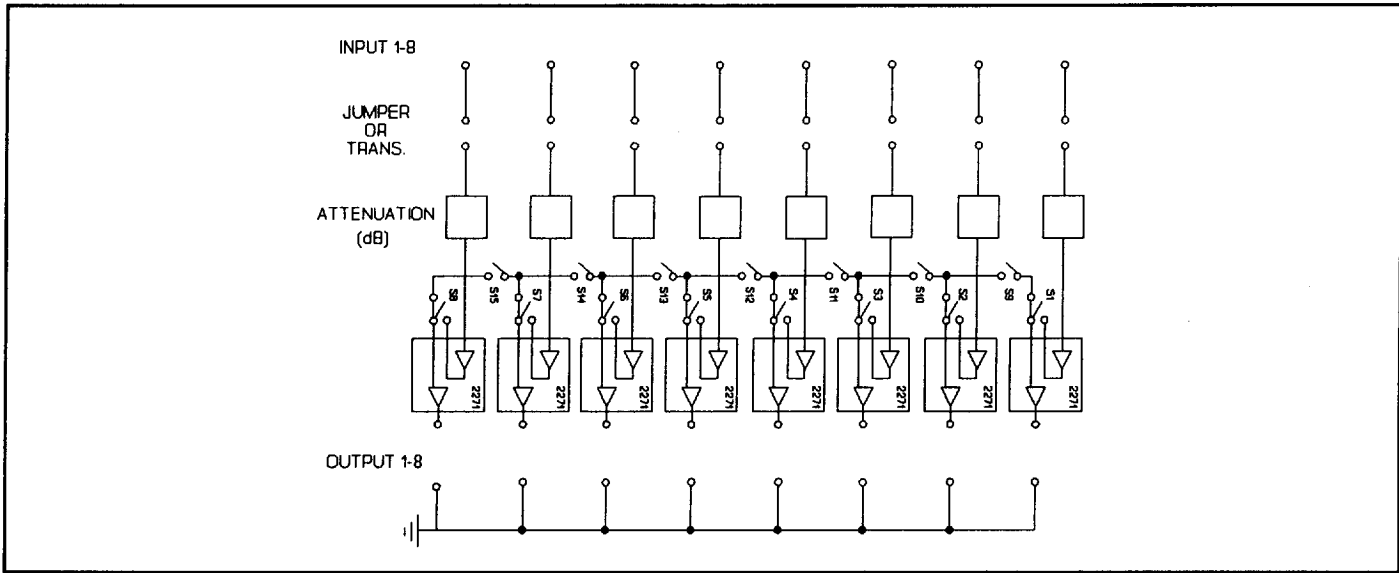 INPUT 1-8
JUMPER
OR
TRANS.
ATTENUATION
(dB)
S15
S14
S13
S12
S11
S10
S9
S8
S7
S6
S5
S4
S3
S2
S1
2271
2271
2271
2271
2271
2271
2271
2271
OUTPUT 1-8